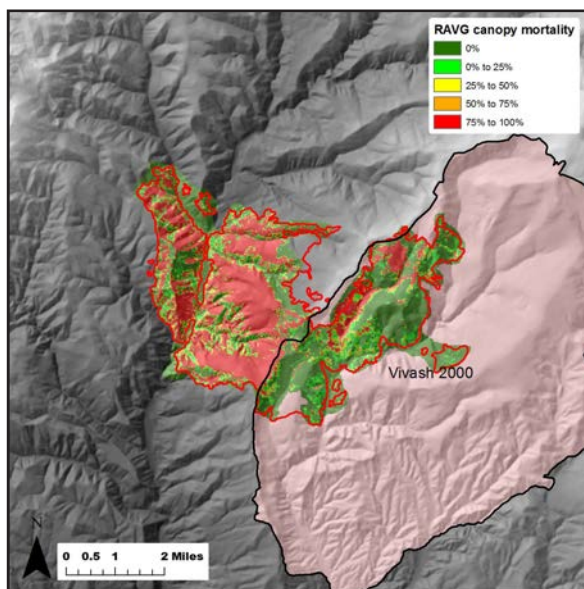 RAVG canopy mortality
0%
0% to 25%
25% to 50%
50% to 75%
75% to 100%
Vivash 2000
N
0 0.5 1 2 Miles